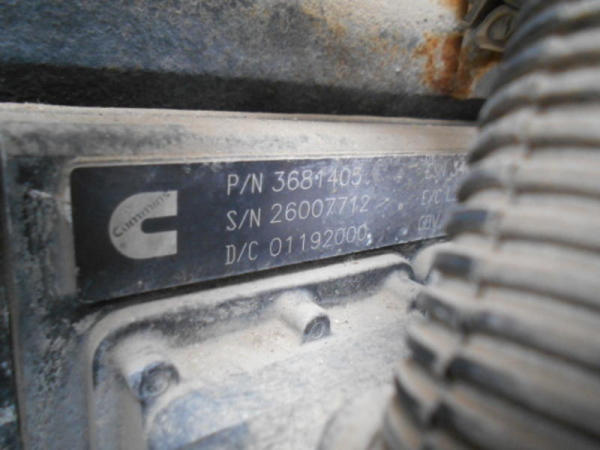 Cummins
P/N 3681405
S/N 26007712
D/C 01192000
E/C